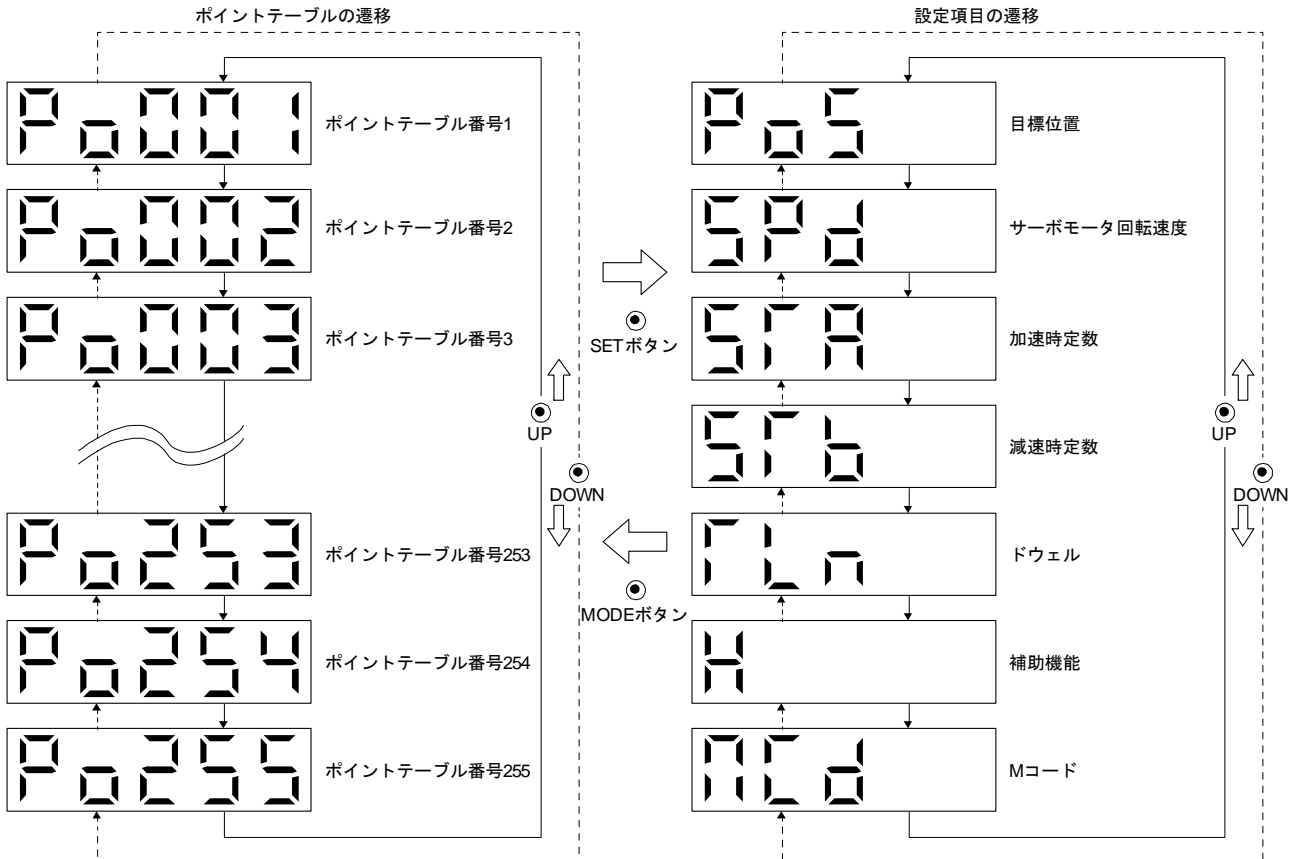 ポイントテーブルの遷移
Po001
ポイントテーブル番号1
Po002
ポイントテーブル番号2
Po003
ポイントテーブル番号3
Po253
ポイントテーブル番号253
Po254
ポイントテーブル番号254
Po255
ポイントテーブル番号255
UP
DOWN
SETボタン
MODEボタン
設定項目の遷移
PoS
目標位置
SPd
サーボモータ回転速度
STA
加速時定数
STb
減速時定数
TLn
ドウェル
H
補助機能
MCd
Mコード
UP
DOWN